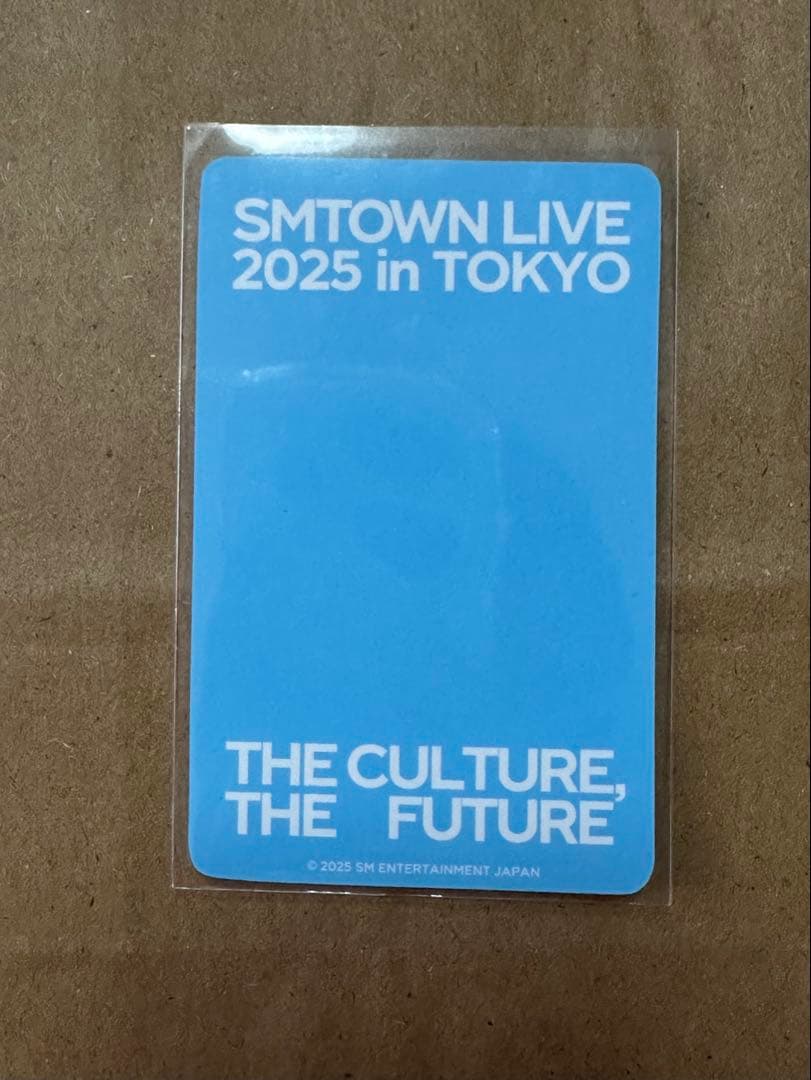 SMTOWN LIVE
2025 in TOKYO
THE CULTURE,
THE FUTURE
© 2025 SM ENTERTAINMENT JAPAN